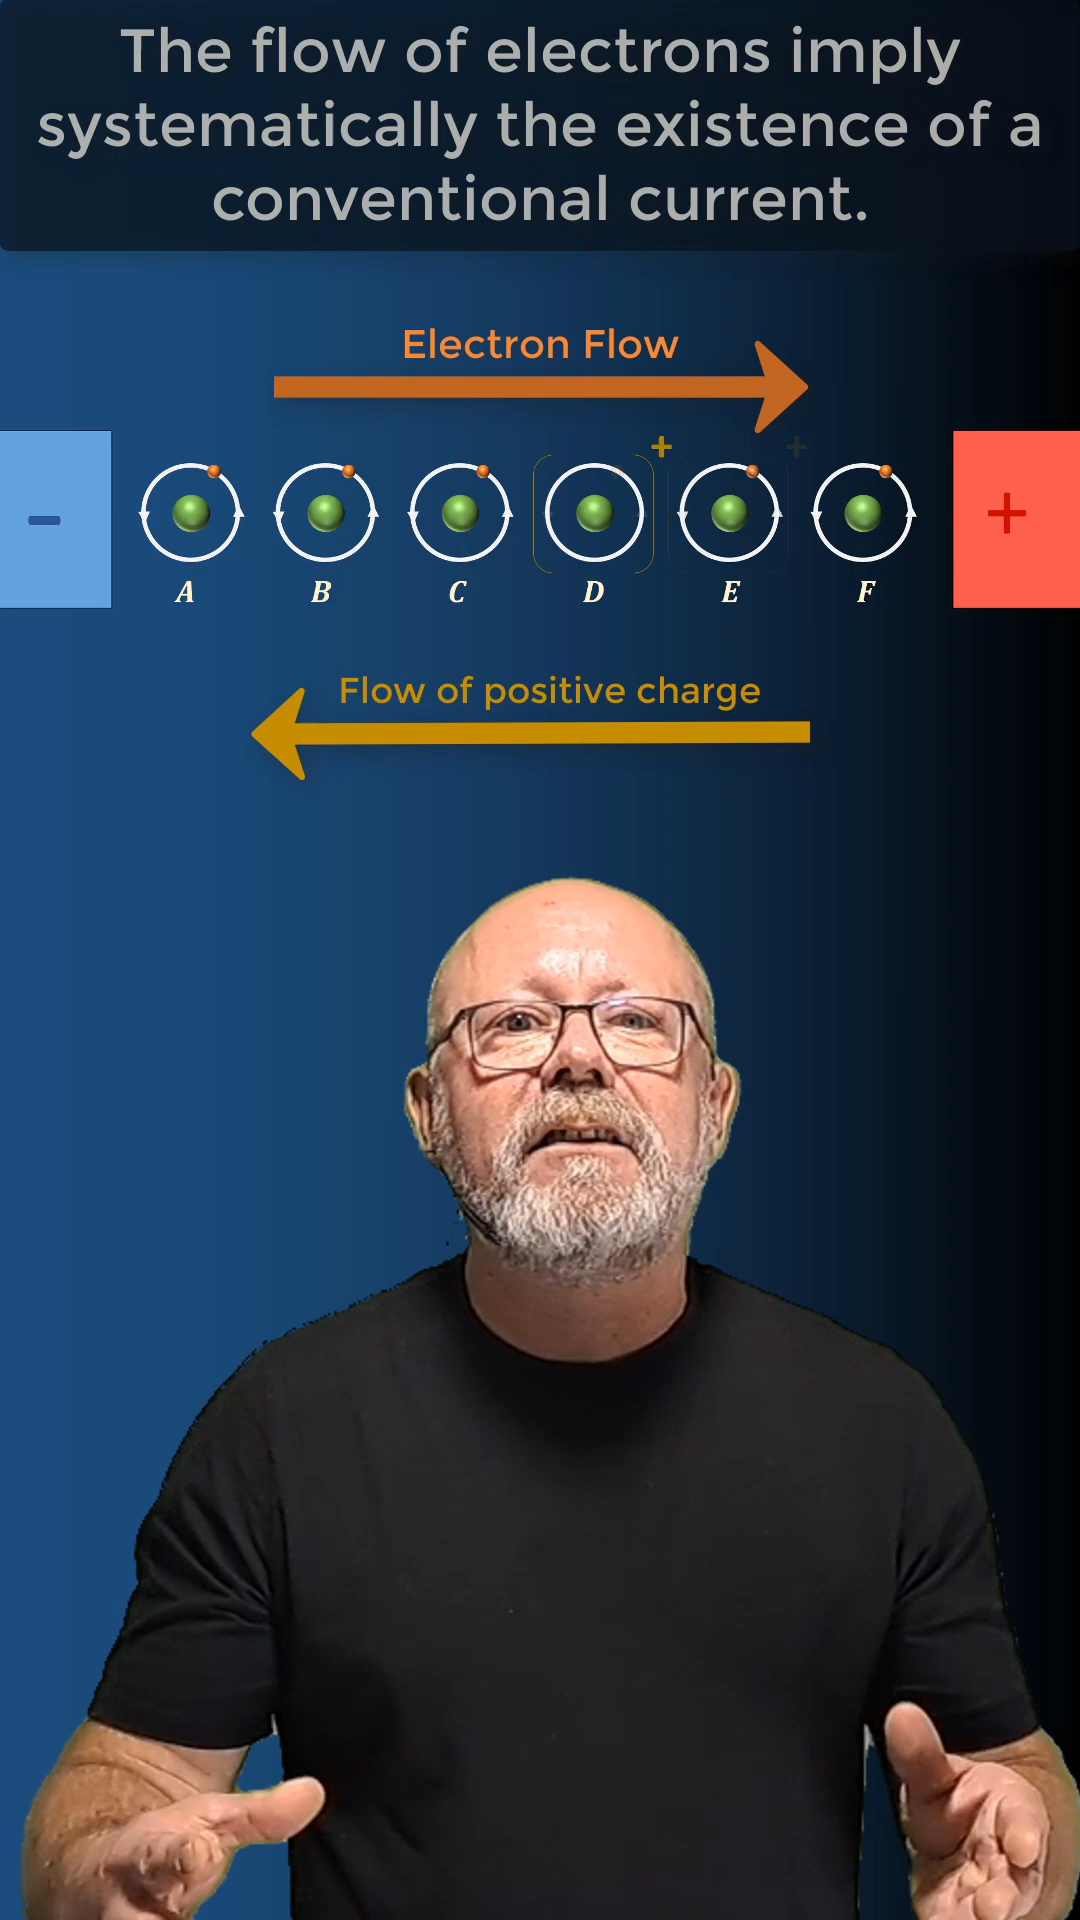 The flow of electrons imply
systematically the existence of a
conventional current.
Electron Flow
+ +
- +
A B C D E F
Flow of positive charge